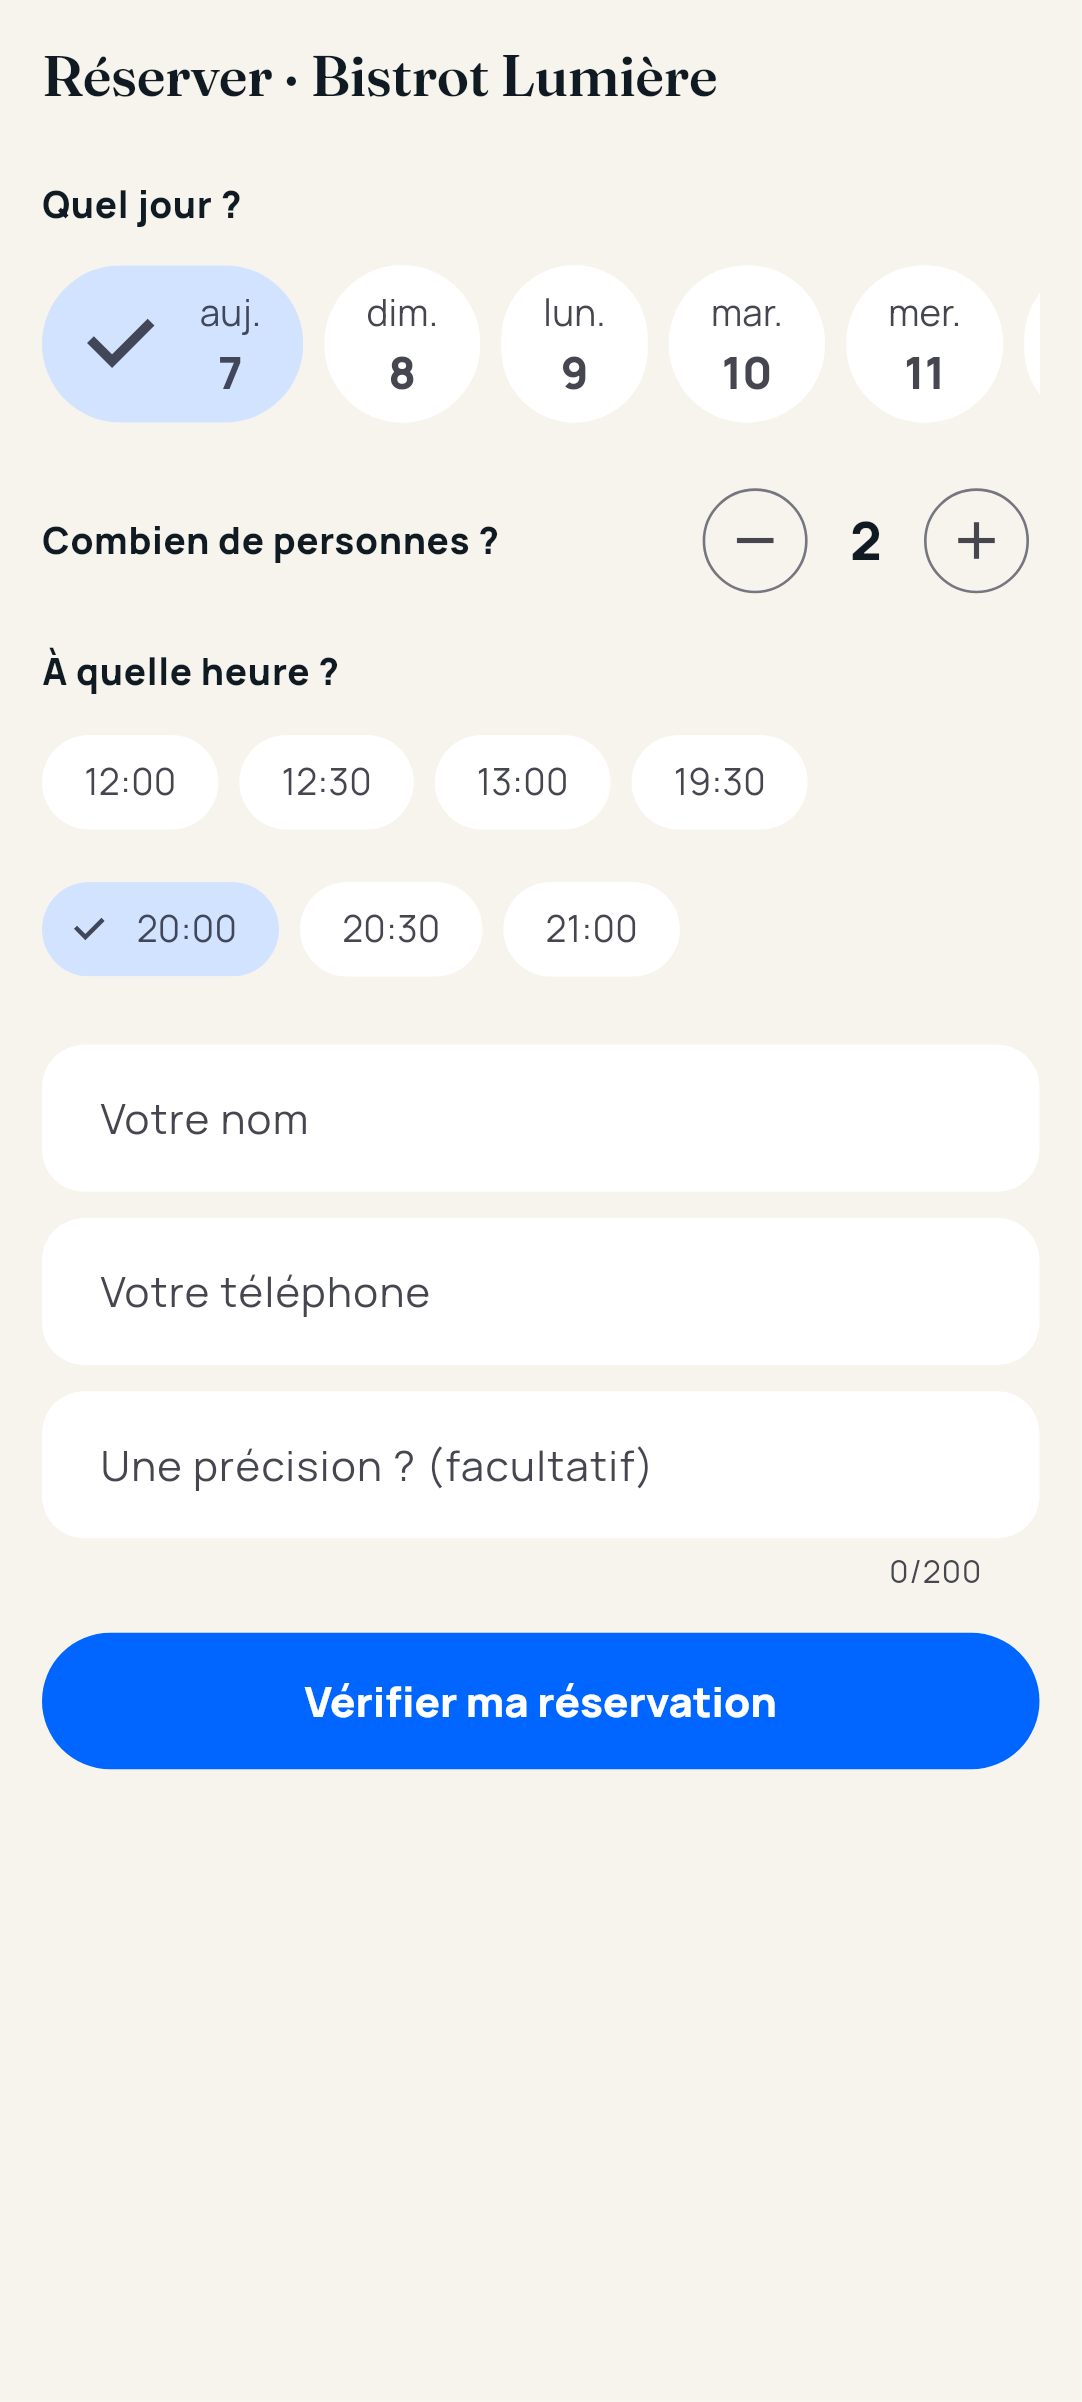 Réserver · Bistrot Lumière
Quel jour ?
auj. dim. lun. mar. mer.
7 8 9 10 11
Combien de personnes ? 2
À quelle heure ?
12:00 12:30 13:00 19:30
20:00 20:30 21:00
Votre nom
Votre téléphone
Une précision ? (facultatif)
0/200
Vérifier ma réservation